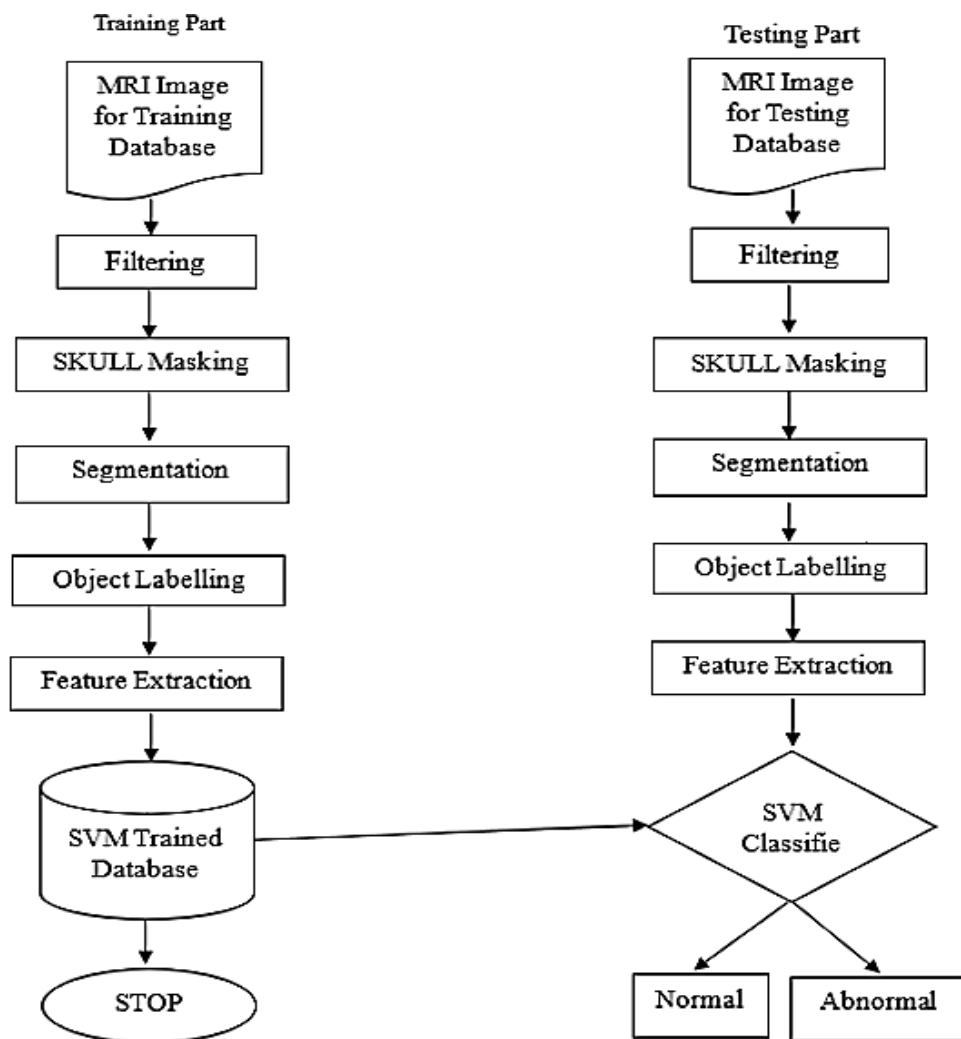 Training Part
MRI Image
for Training
Database
Filtering
SKULL Masking
Segmentation
Object Labelling
Feature Extraction
SVM Trained
Database
STOP
Testing Part
MRI Image
for Testing
Database
Filtering
SKULL Masking
Segmentation
Object Labelling
Feature Extraction
SVM
Classifie
Normal
Abnormal